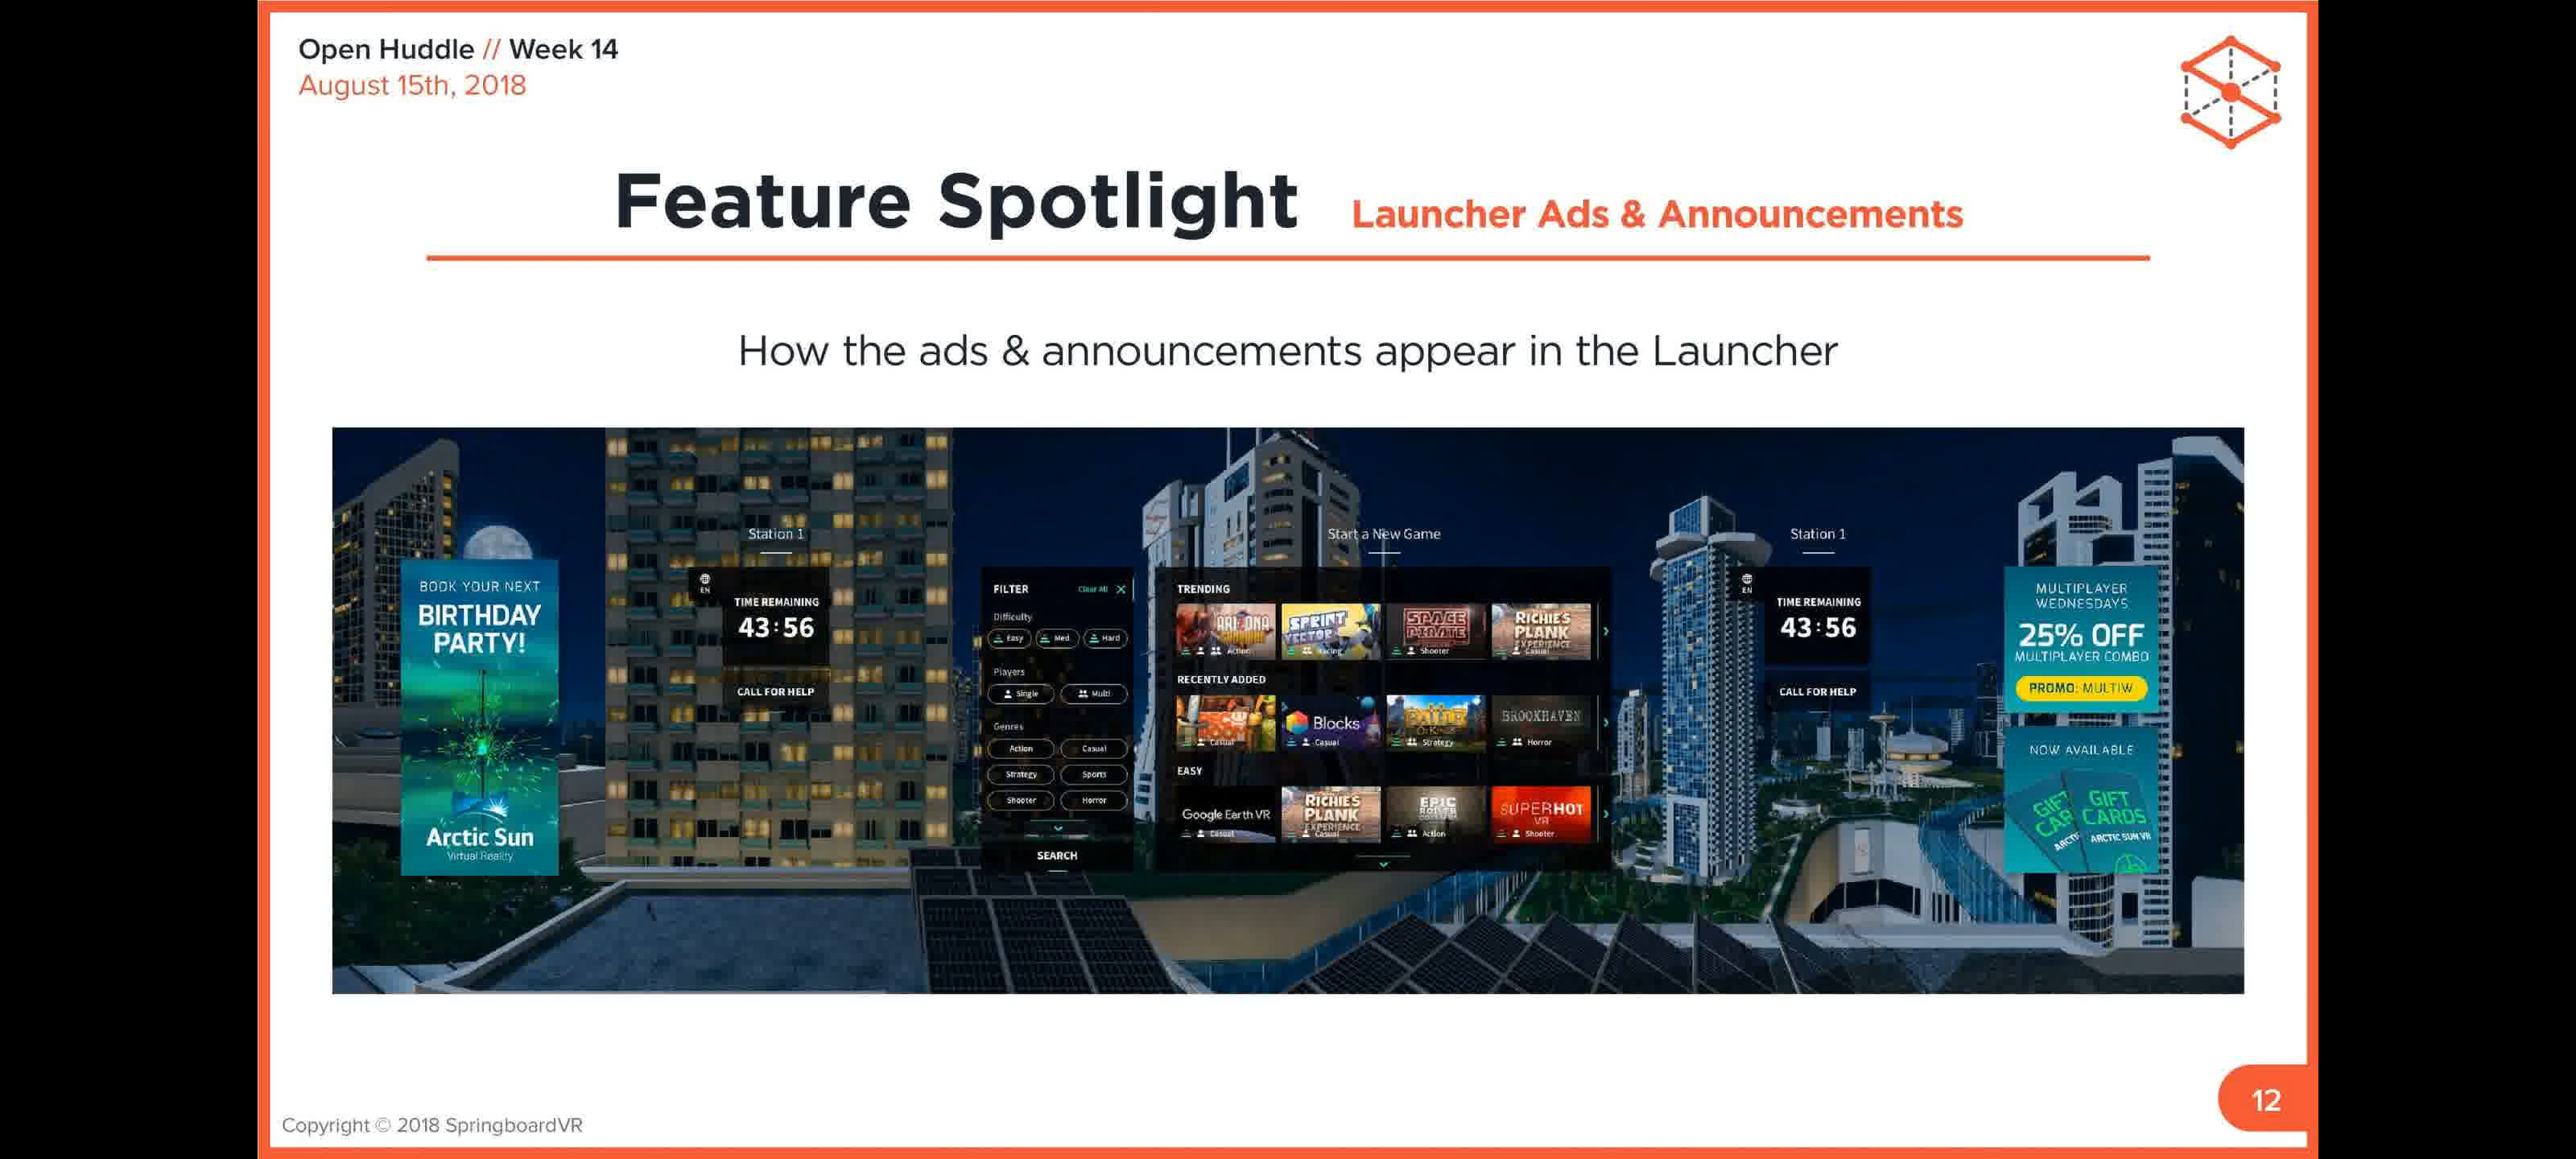 Open Huddle // Week 14
August 15th, 2018
Feature Spotlight Launcher Ads & Announcements
How the ads & announcements appear in the Launcher
BOOK YOUR NEXT
BIRTHDAY
PARTY!
Arctic Sun
Virtual Reality
Station 1
EN
TIME REMAINING
43:56
CALL FOR HELP
FILTER Clear All X
Difficulty
Easy Med Hard
Players
Single Multi
Genres
Action Casual
Strategy Sports
Shooter Horror
SEARCH
Start a New Game
TRENDING
ARIZONA SUNSHINE
Action
SPRINT VECTOR
Racing
SPACE PIRATE
Shooter
RICHIE'S PLANK EXPERIENCE
Casual
RECENTLY ADDED
Casual
Blocks
Casual
Strategy
BROOKHAVEN
Horror
EASY
Google Earth VR
Casual
RICHIE'S PLANK EXPERIENCE
Casual
EPIC ROLLER
Action
SUPERHOT VR
Shooter
Station 1
EN
TIME REMAINING
43:56
CALL FOR HELP
MULTIPLAYER
WEDNESDAYS
25% OFF
MULTIPLAYER COMBO
PROMO: MULTIW
NOW AVAILABLE
GIFT
CARDS
ARCTIC SUN VR
Copyright © 2018 SpringboardVR
12